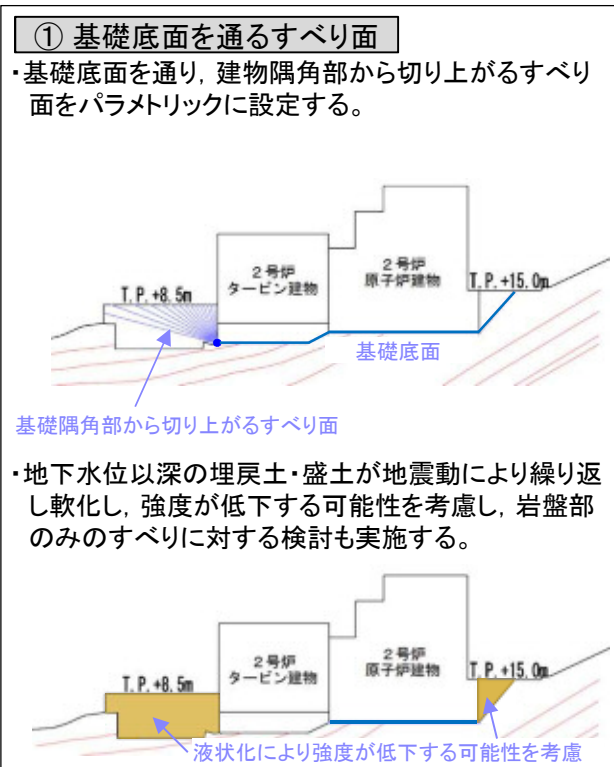 ① 基礎底面を通るすべり面
・基礎底面を通り，建物隅角部から切り上がるすべり
面をパラメトリックに設定する。
T.P.+8.5m
2号炉
タービン建物
2号炉
原子炉建物
T.P.+15.0m
基礎底面
基礎隅角部から切り上がるすべり面
・地下水位以深の埋戻土・盛土が地震動により繰り返
し軟化し，強度が低下する可能性を考慮し，岩盤部
のみのすべりに対する検討も実施する。
T.P.+8.5m
2号炉
タービン建物
2号炉
原子炉建物
T.P.+15.0m
液状化により強度が低下する可能性を考慮